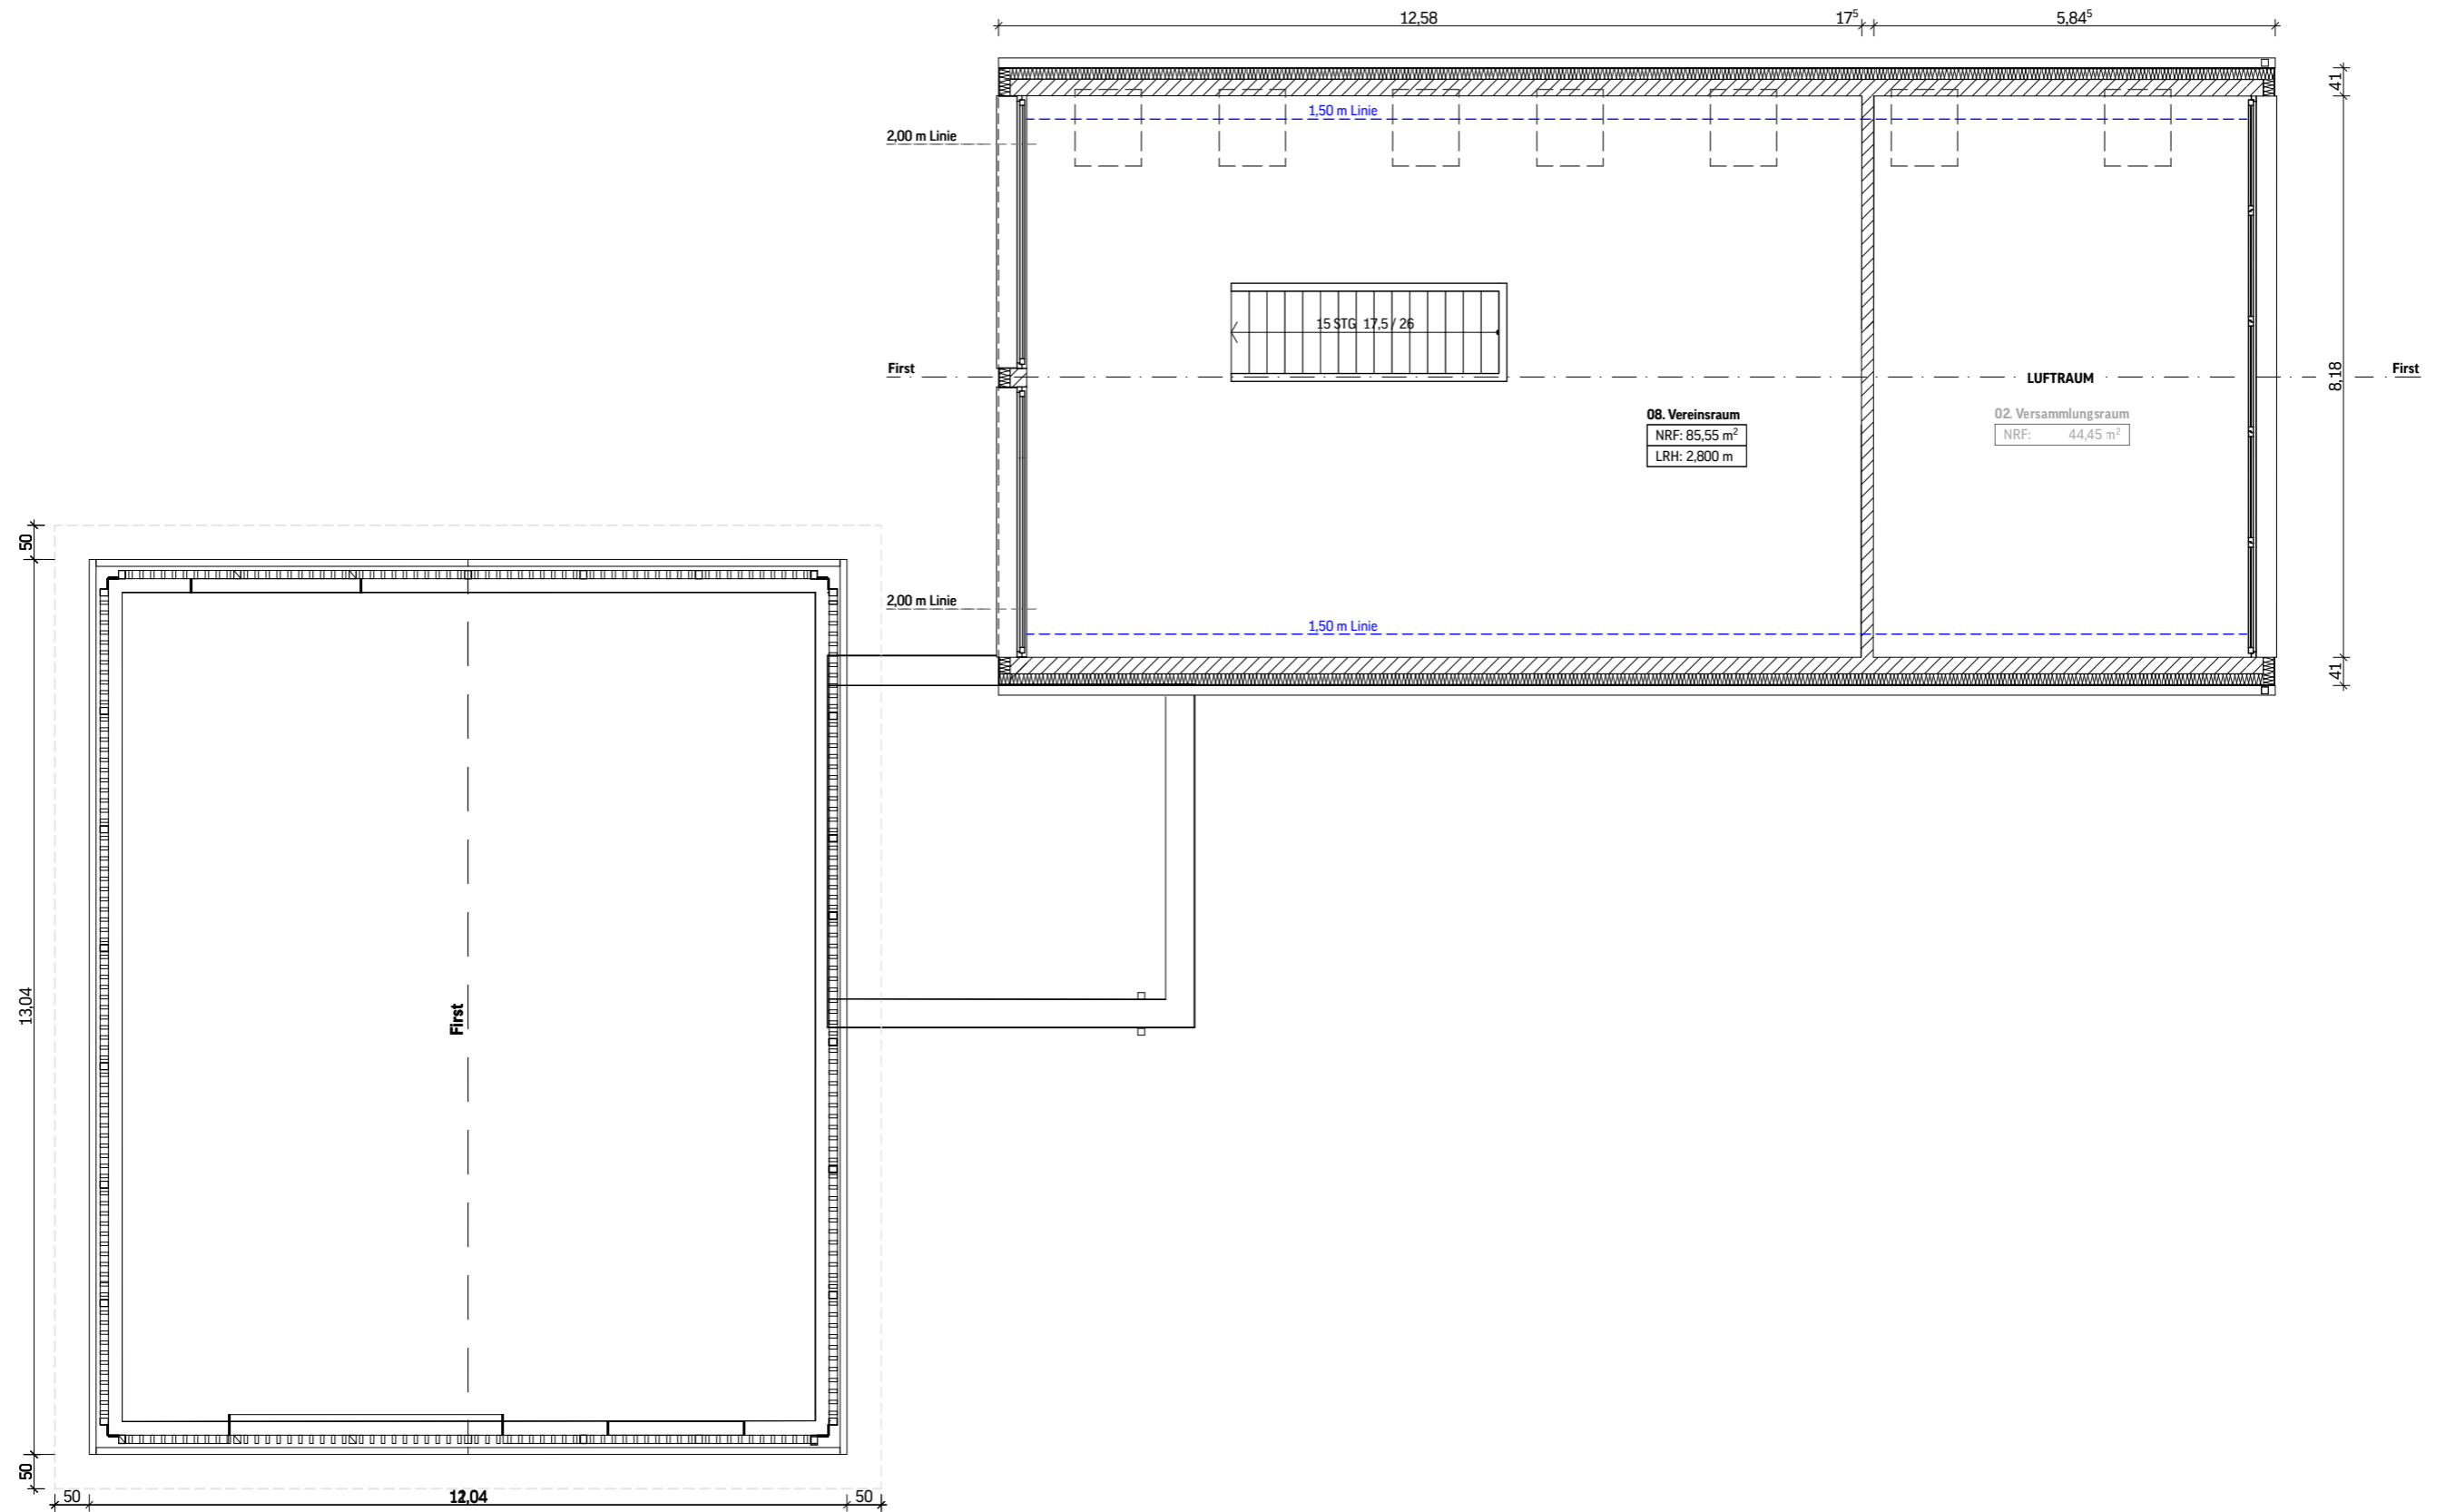 12,58
17⁵
5,84⁵
41
1,50 m Linie
2,00 m Linie
15 STG 17,5 / 26
First
LUFTRAUM
First
8,18
08. Vereinsraum
NRF: 85,55 m²
LRH: 2,800 m
02. Versammlungsraum
NRF: 44,45 m²
50
2,00 m Linie
1,50 m Linie
41
13,04
First
50
50
12,04
50